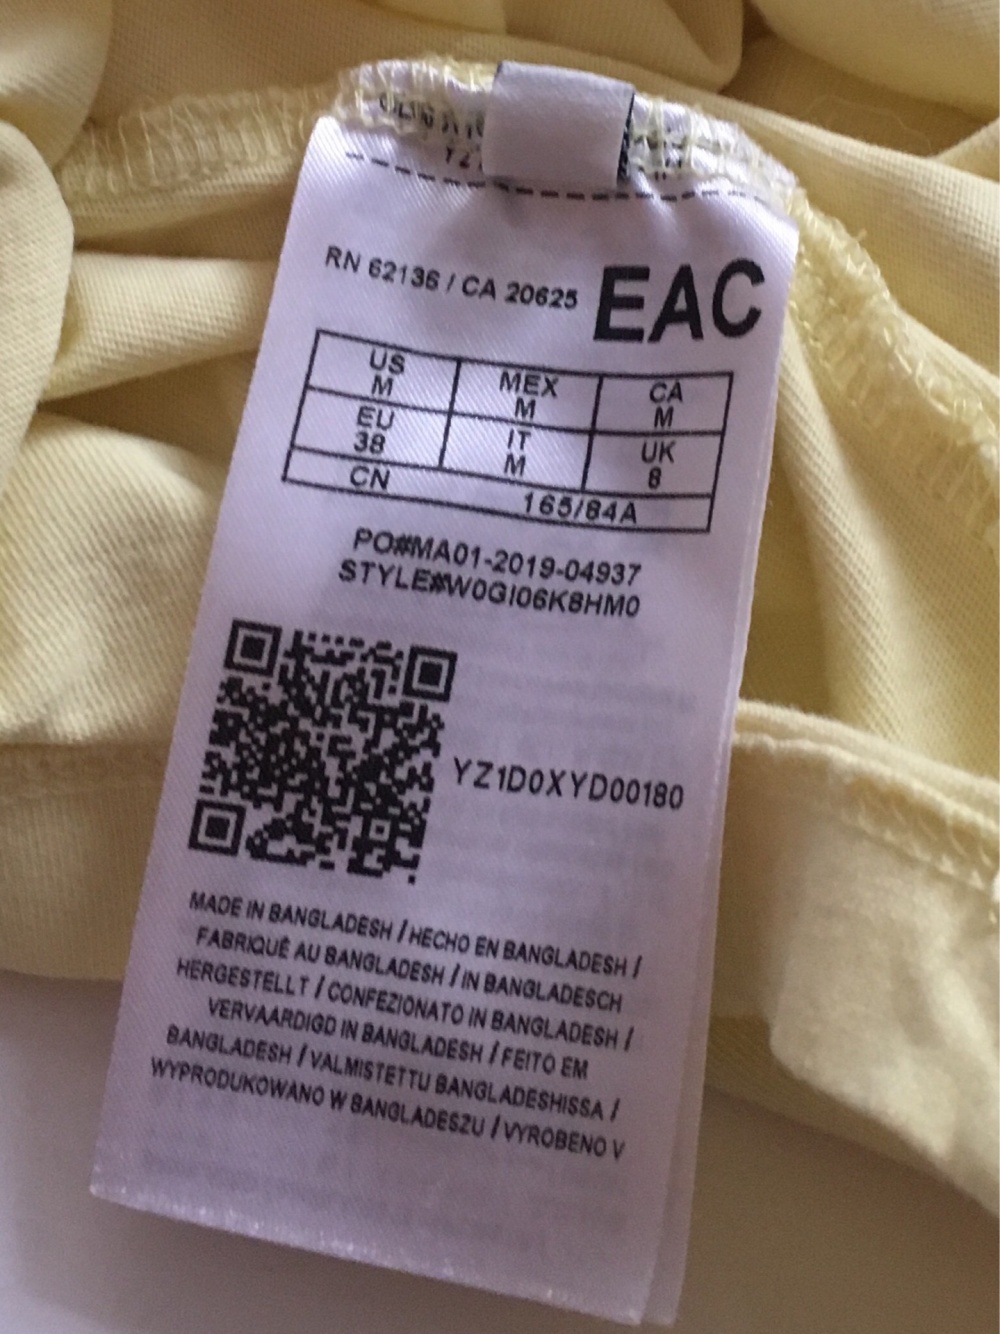 RN 62136 / CA 20625
EAC
US MEX CA
M M M
EU IT UK
38 M 8
CN 165/84A
PO#MA01-2019-04937
STYLE#W0GI06K8HM0
YZ1D0XYD00180
MADE IN BANGLADESH / HECHO EN BANGLADESH /
FABRIQUÉ AU BANGLADESH / IN BANGLADESCH
HERGESTELLT / CONFEZIONATO IN BANGLADESH /
VERVAARDIGD IN BANGLADESH / FEITO EM
BANGLADESH / VALMISTETTU BANGLADESHISSA /
WYPRODUKOWANO W BANGLADESZU / VYROBENO V